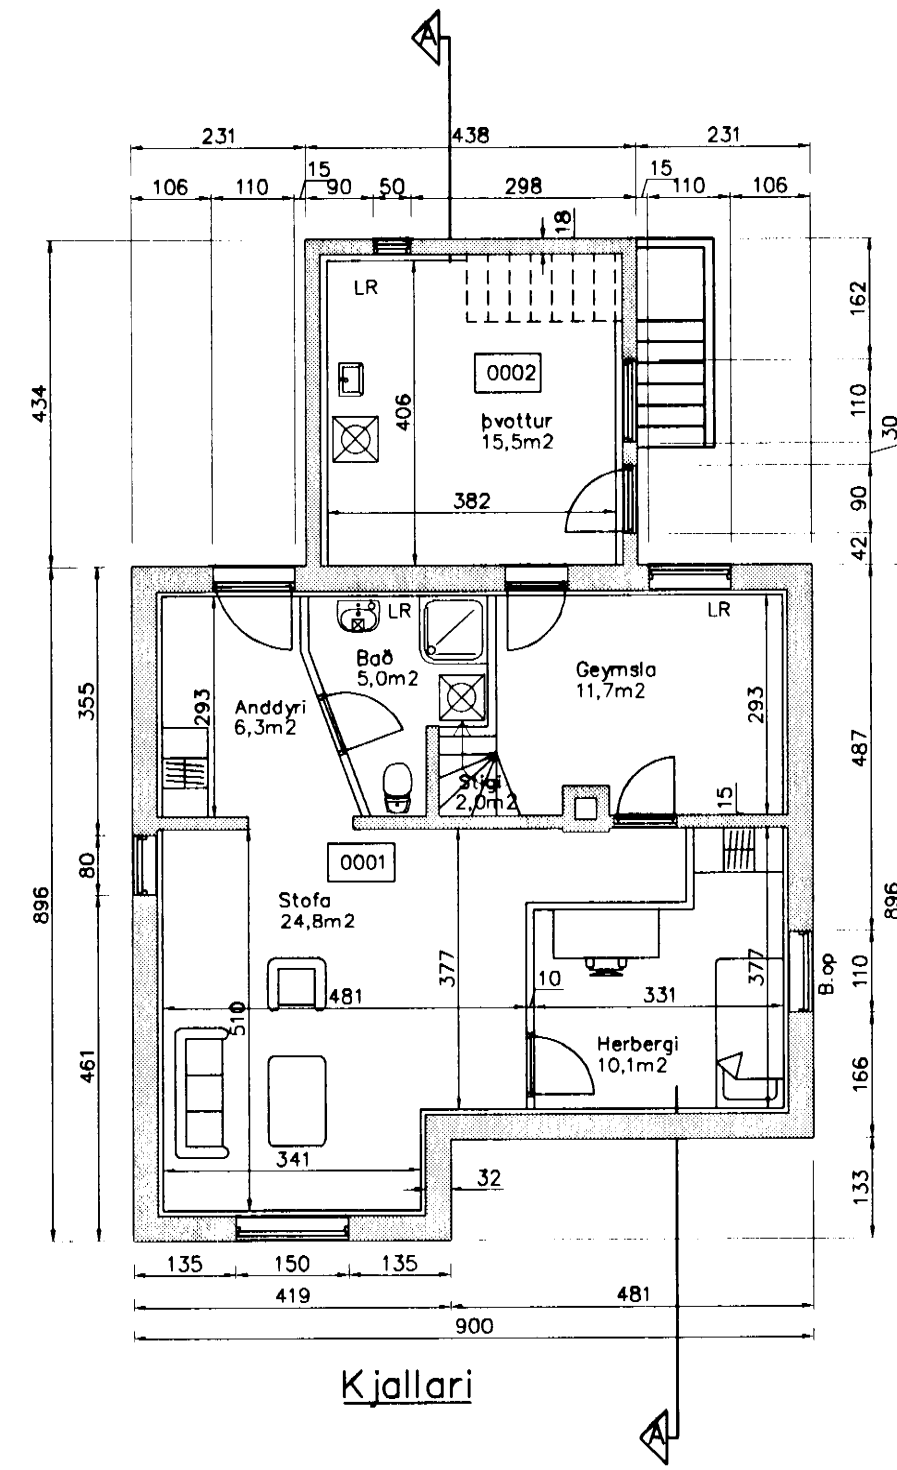 A
231 438 231
106 110 15 90 50 298 15 110 106
18
LR
0002
þvottur
15,5m2
406
382
434
162
110
30
90
42
LR
LR
Bað
5,0m2
Geymsla
11,7m2
Anddyri
6,3m2
293
293
355
487
Stigi
2,0m2
15
80
896
896
0001
Stofa
24,8m2
377
377
10
481
331
510
B.op
110
Herbergi
10,1m2
461
166
341
32
133
135 150 135
419 481
900
Kjallari
A